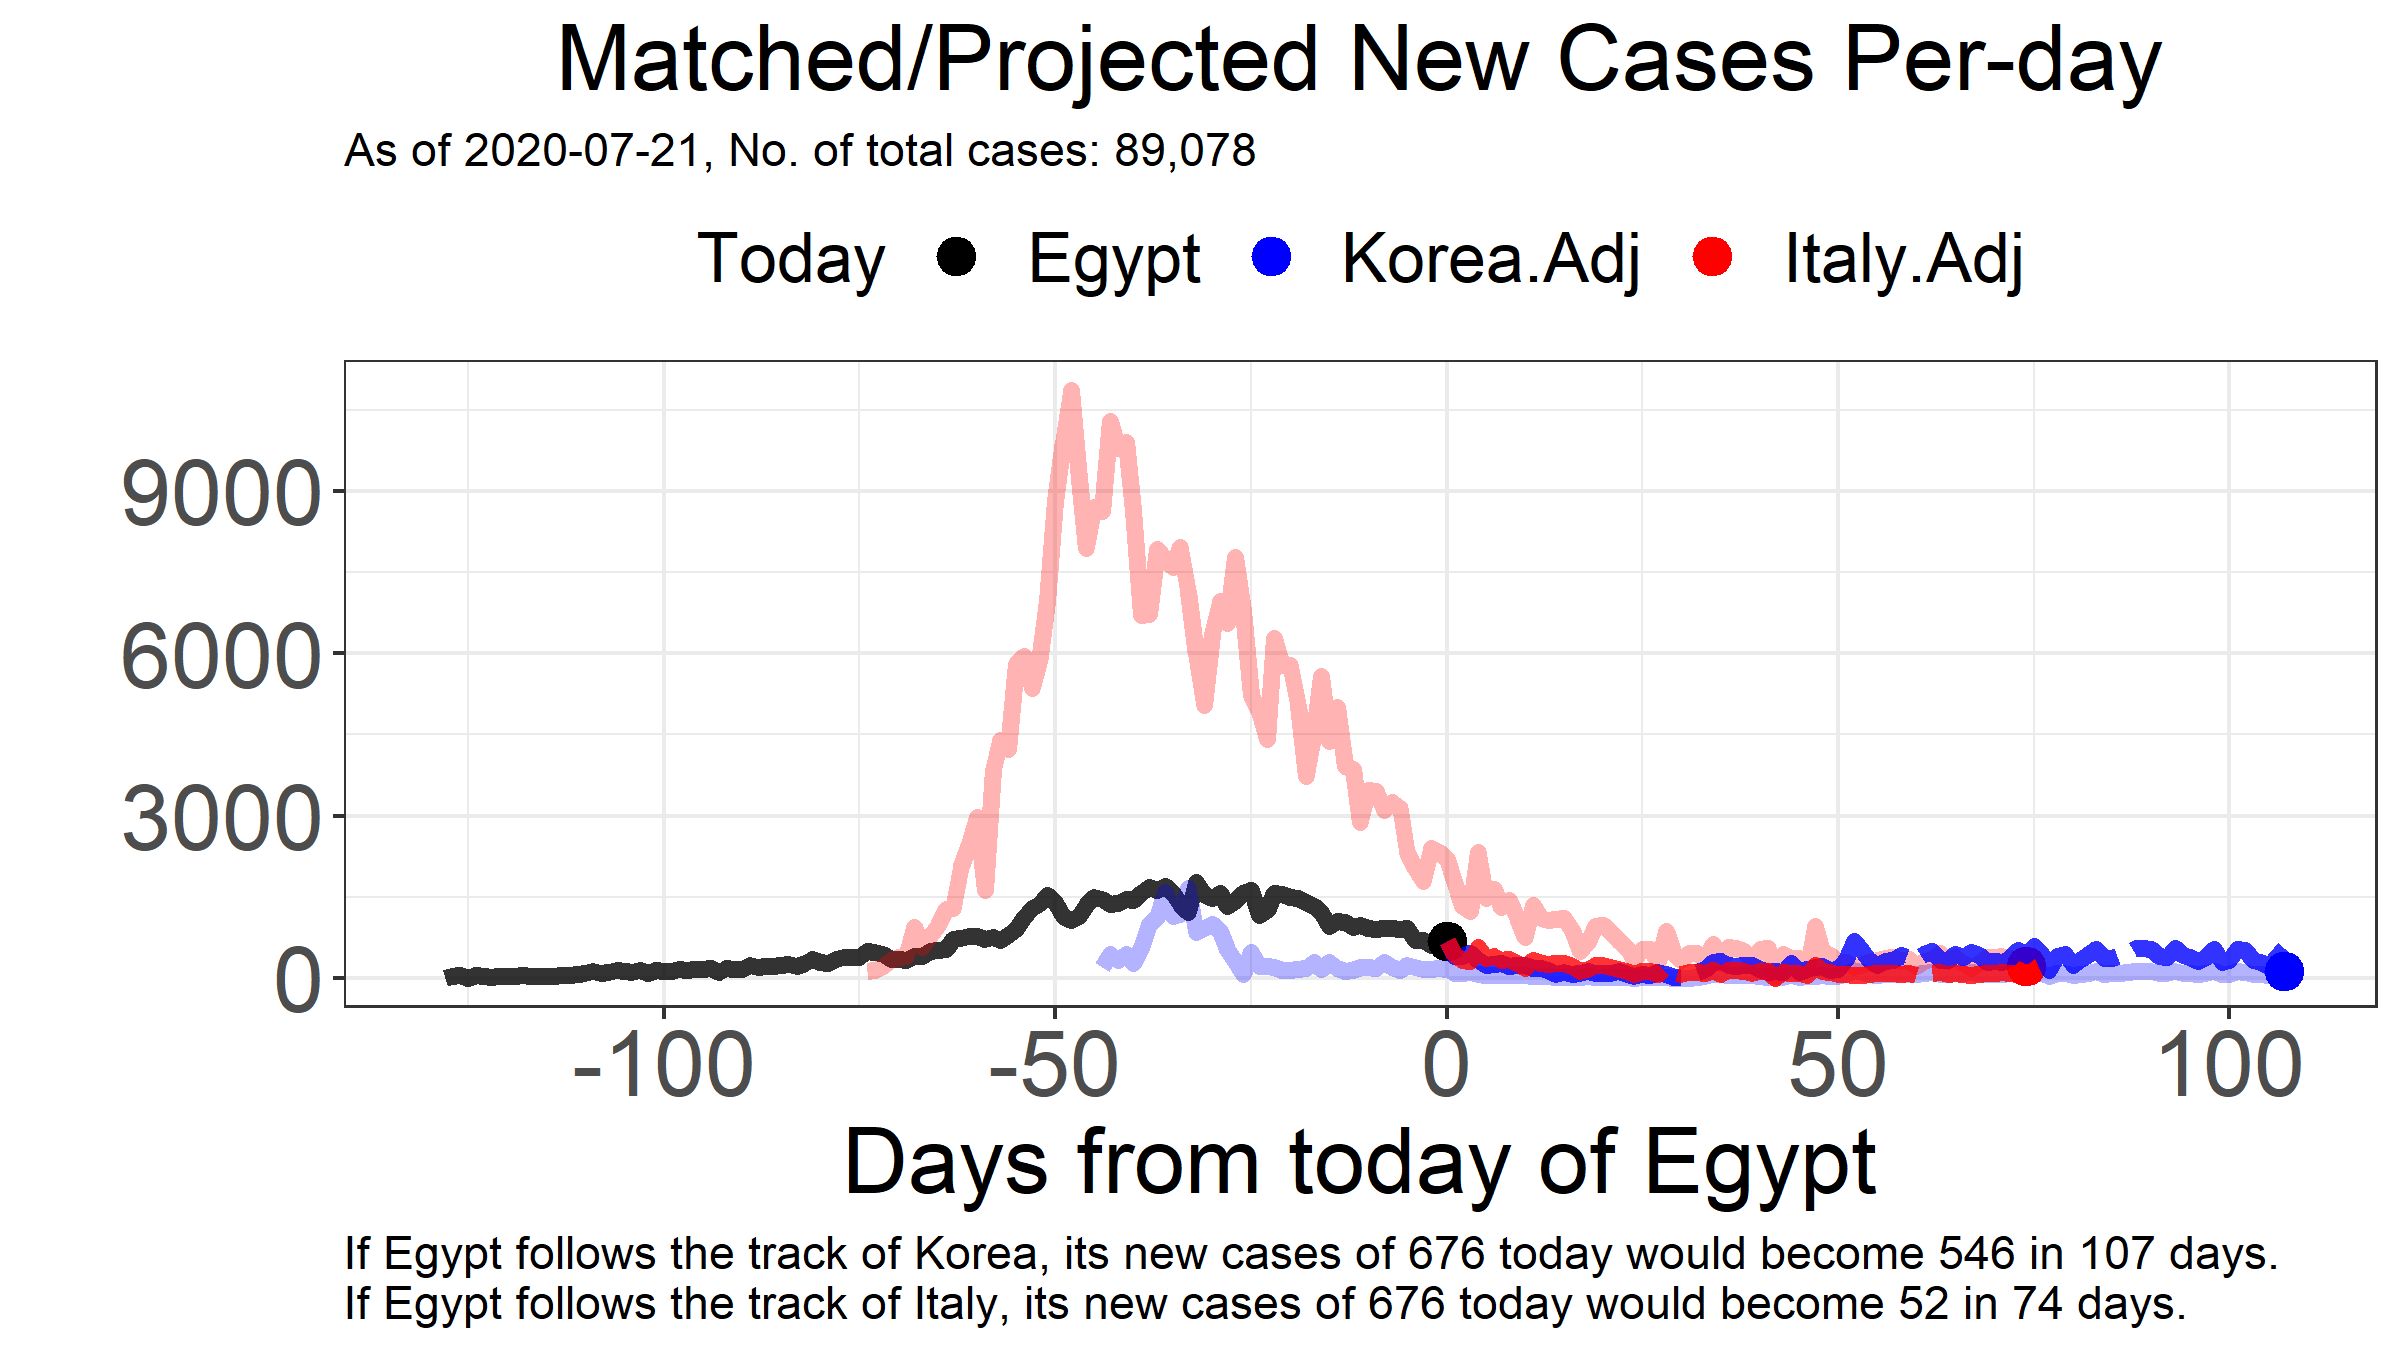 Matched/Projected New Cases Per-day
As of 2020-07-21, No. of total cases: 89,078
Today Egypt Korea.Adj Italy.Adj
9000
6000
3000
0
-100 -50 0 50 100
Days from today of Egypt
If Egypt follows the track of Korea, its new cases of 676 today would become 546 in 107 days.
If Egypt follows the track of Italy, its new cases of 676 today would become 52 in 74 days.